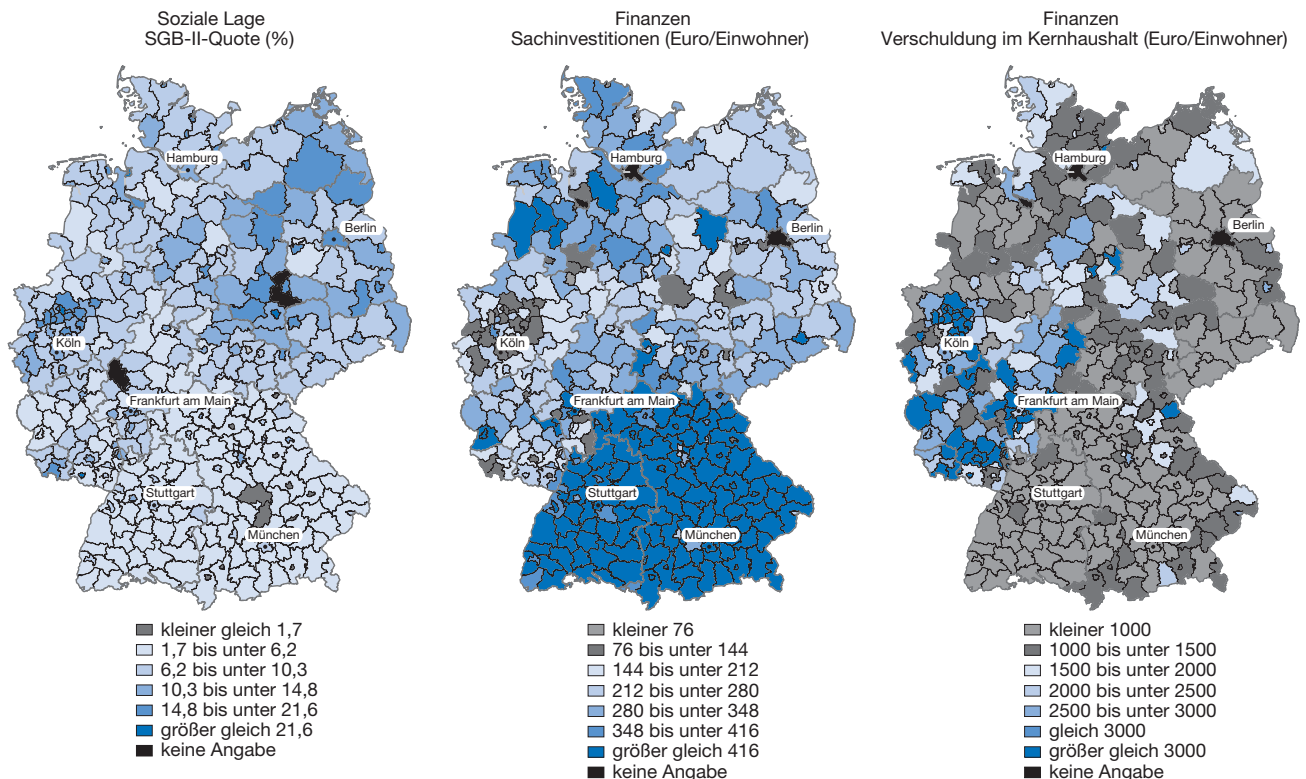 Soziale Lage
SGB-II-Quote (%)
Hamburg
Berlin
Köln
Frankfurt am Main
Stuttgart
München
kleiner gleich 1,7
1,7 bis unter 6,2
6,2 bis unter 10,3
10,3 bis unter 14,8
14,8 bis unter 21,6
größer gleich 21,6
keine Angabe
Finanzen
Sachinvestitionen (Euro/Einwohner)
Hamburg
Berlin
Köln
Frankfurt am Main
Stuttgart
München
kleiner 76
76 bis unter 144
144 bis unter 212
212 bis unter 280
280 bis unter 348
348 bis unter 416
größer gleich 416
keine Angabe
Finanzen
Verschuldung im Kernhaushalt (Euro/Einwohner)
Hamburg
Berlin
Köln
Frankfurt am Main
Stuttgart
München
kleiner 1000
1000 bis unter 1500
1500 bis unter 2000
2000 bis unter 2500
2500 bis unter 3000
gleich 3000
größer gleich 3000
keine Angabe